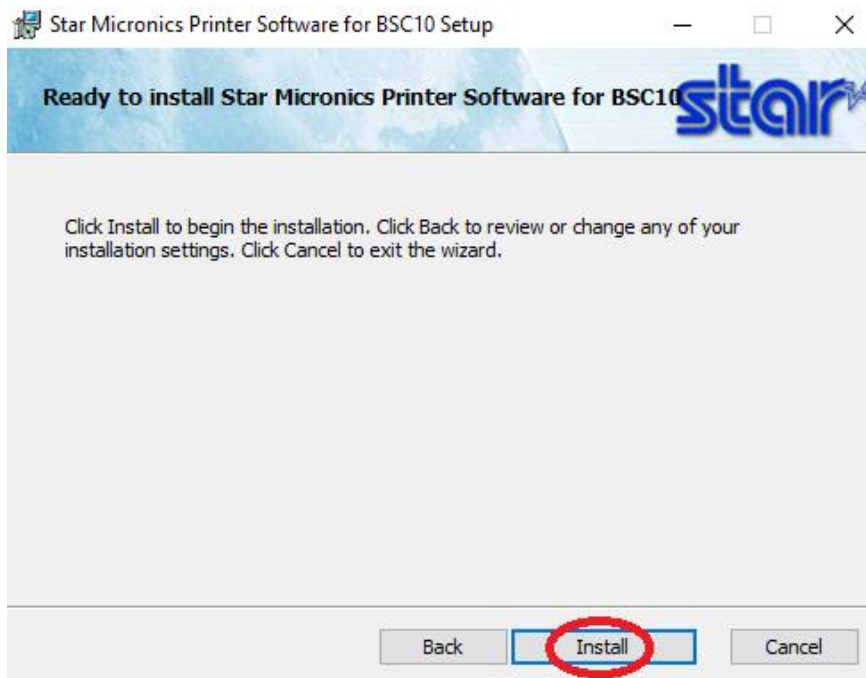 Star Micronics Printer Software for BSC10 Setup
Ready to install Star Micronics Printer Software for BSC10
star
Click Install to begin the installation. Click Back to review or change any of your
installation settings. Click Cancel to exit the wizard.
Back
Install
Cancel